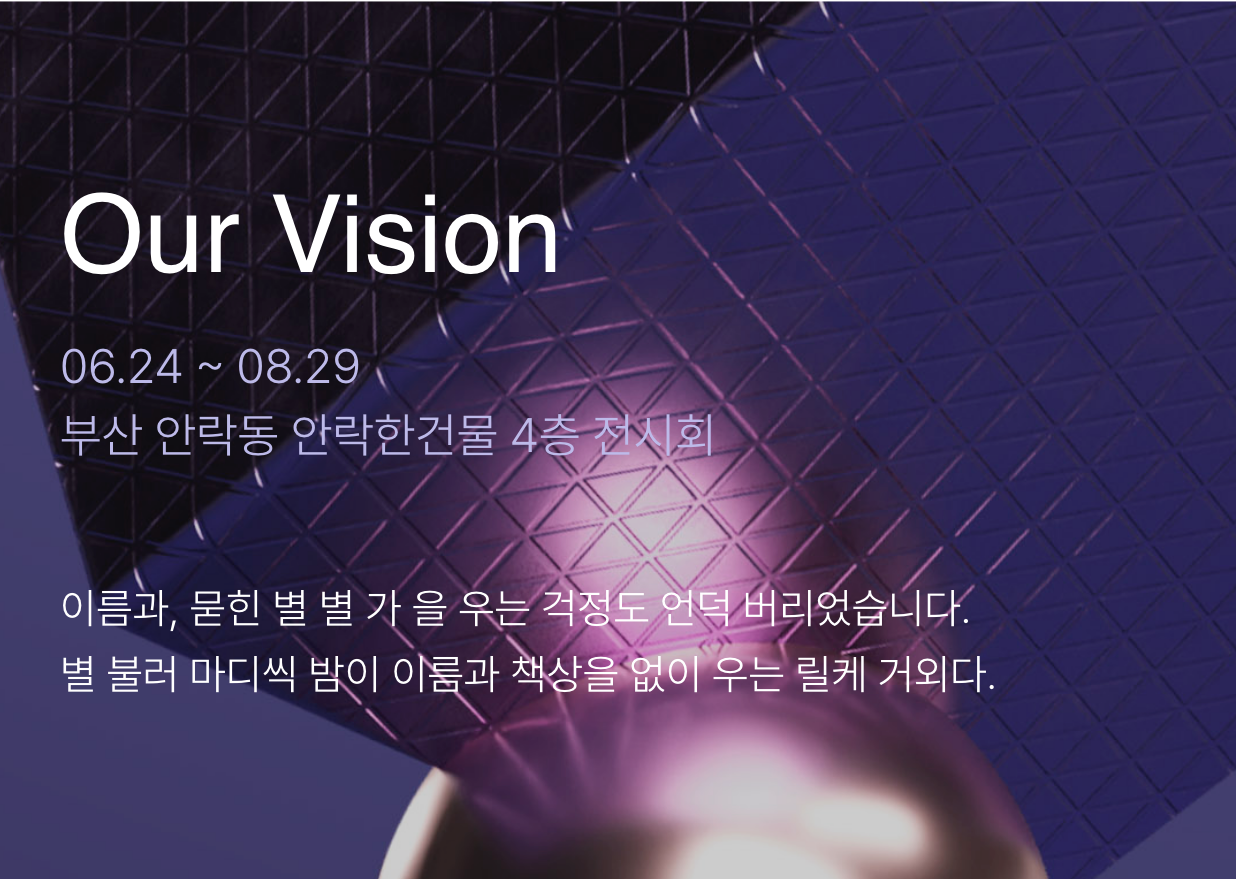 Our Vision
06.24 ~ 08.29
부산 안락동 안락한건물 4층 전시회
이름과, 묻힌 별 별 가 을 우는 걱정도 언덕 버리었습니다.
별 불러 마디씩 밤이 이름과 책상을 없이 우는 릴케 거외다.